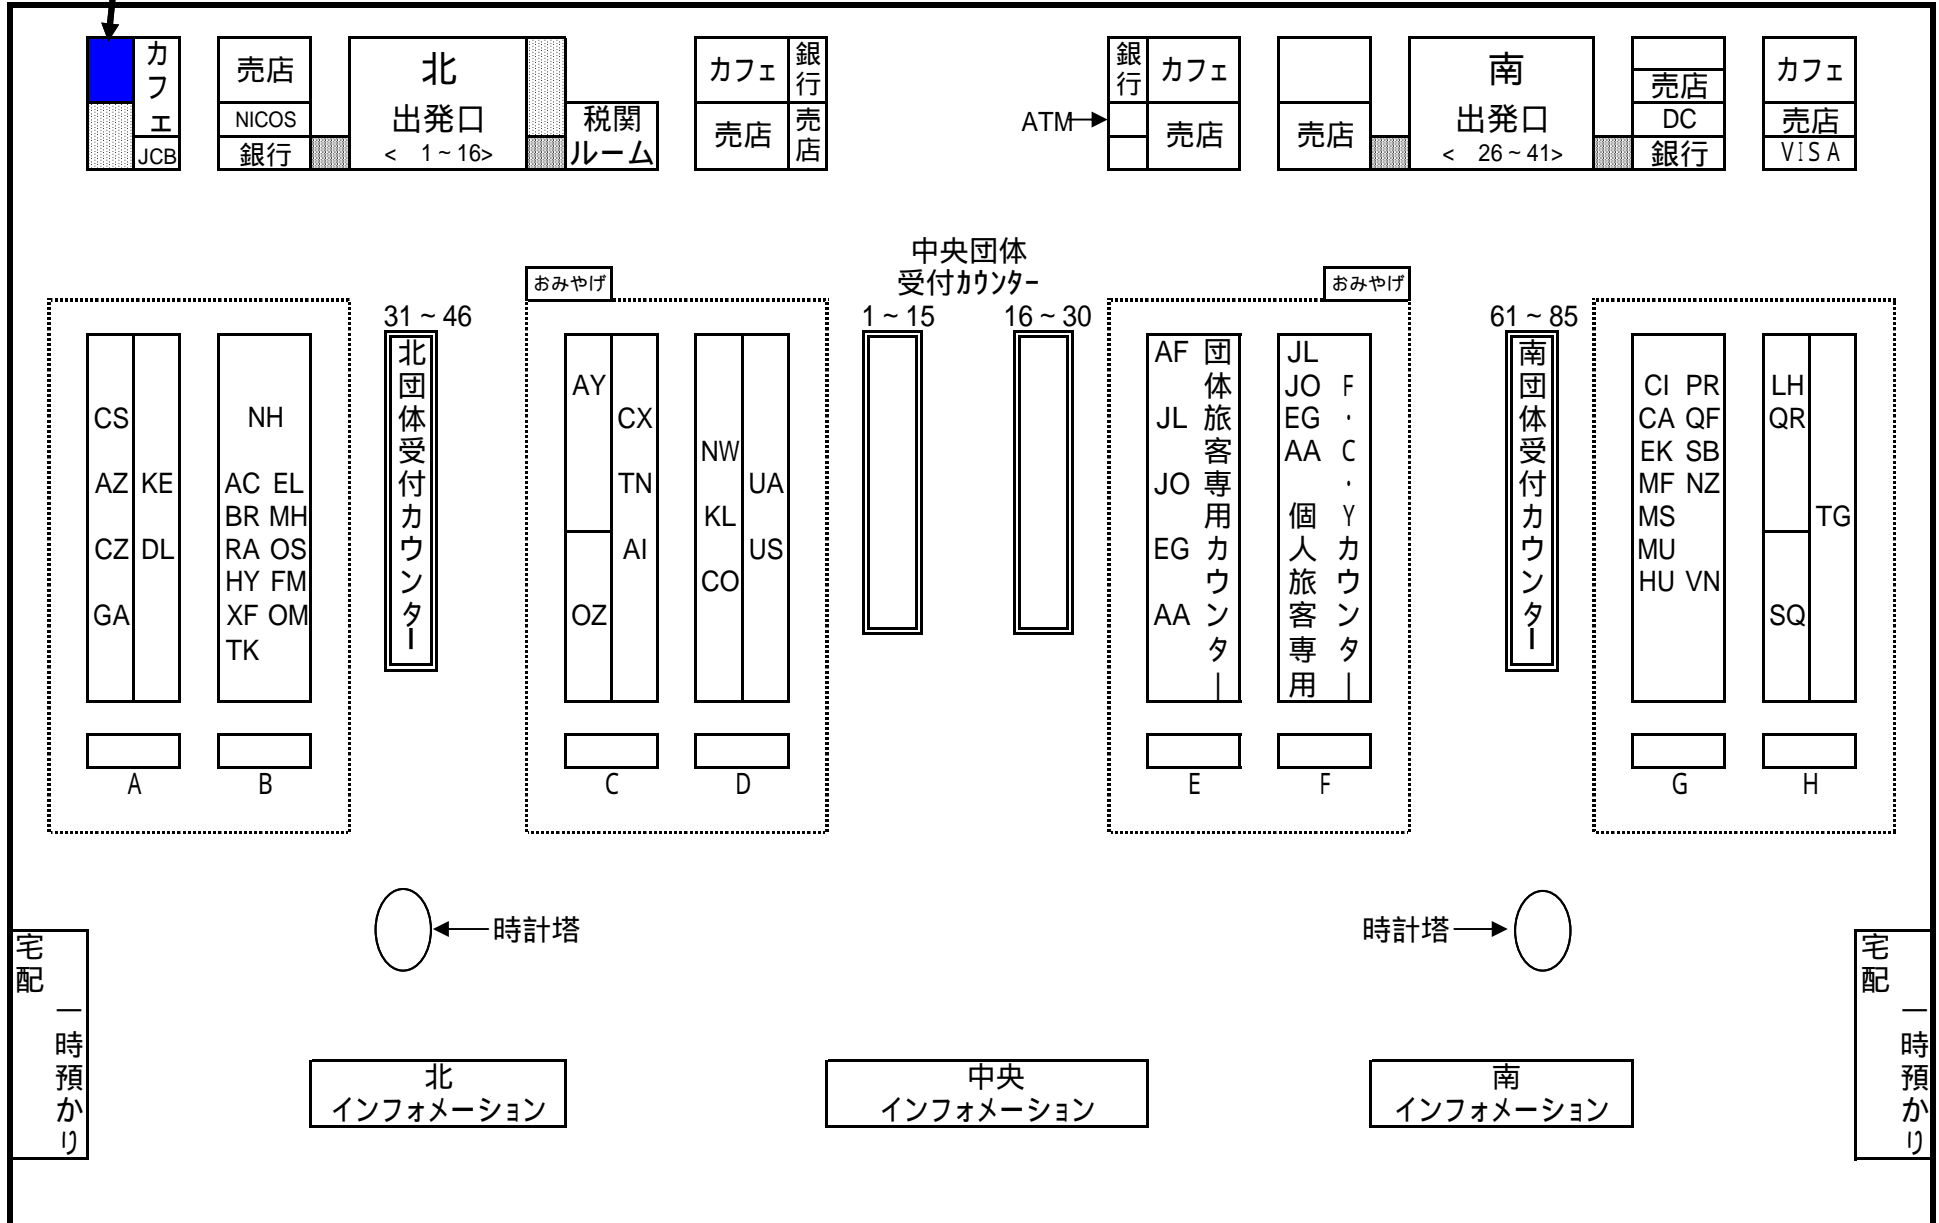 カフェ
JCB
売店
NICOS
銀行
北
出発口
< 1~16>
税関
ルーム
カフェ
銀行
売店
売店
ATM
銀行
カフェ
売店
売店
南
出発口
< 26~41>
売店
DC
銀行
カフェ
売店
VISA
中央団体
受付カウンター
おみやげ
おみやげ
31~46
1~15
16~30
61~85
CS
AZ
CZ
GA
KE
DL
NH
AC EL
BR MH
RA OS
HY FM
XF OM
TK
北団体受付カウンター
AY
OZ
CX
TN
AI
NW
KL
CO
UA
US
AF
JL
JO
EG
AA
団体旅客専用カウンター
JL
JO
EG
AA
個人旅客専用
F・C・Yカウンター
南団体受付カウンター
CI PR
CA QF
EK SB
MF NZ
MS
MU
HU VN
LH
QR
SQ
TG
A
B
C
D
E
F
G
H
時計塔
時計塔
宅配
一時預かり
宅配
一時預かり
北
インフォメーション
中央
インフォメーション
南
インフォメーション